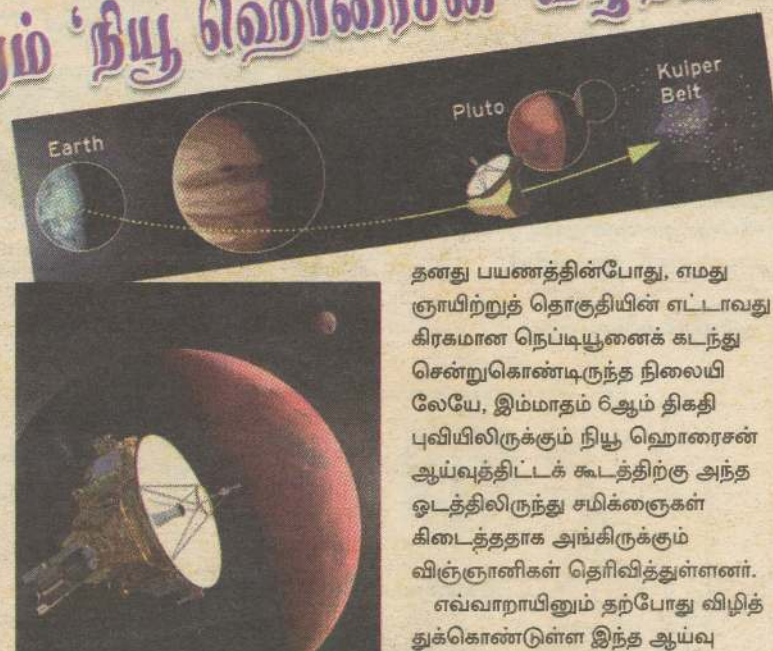 ‘நியூ ஹொரைசன்’
Earth
Pluto
Kuiper
Belt
தனது பயணத்தின்போது, எமது
ஞாயிற்றுத் தொகுதியின் எட்டாவது
கிரகமான நெப்டியூனைக் கடந்து
சென்றுகொண்டிருந்த நிலையி
லேயே, இம்மாதம் 6ஆம் திகதி
புவியிலிருக்கும் நியூ ஹொரைசன்
ஆய்வுத்திட்டக் கூடத்திற்கு அந்த
ஓடத்திலிருந்து சமிக்ஞைகள்
கிடைத்ததாக அங்கிருக்கும்
விஞ்ஞானிகள் தெரிவித்துள்ளனர்.
எவ்வாறாயினும் தற்போது விழித்
துக்கொண்டுள்ள இந்த ஆய்வு